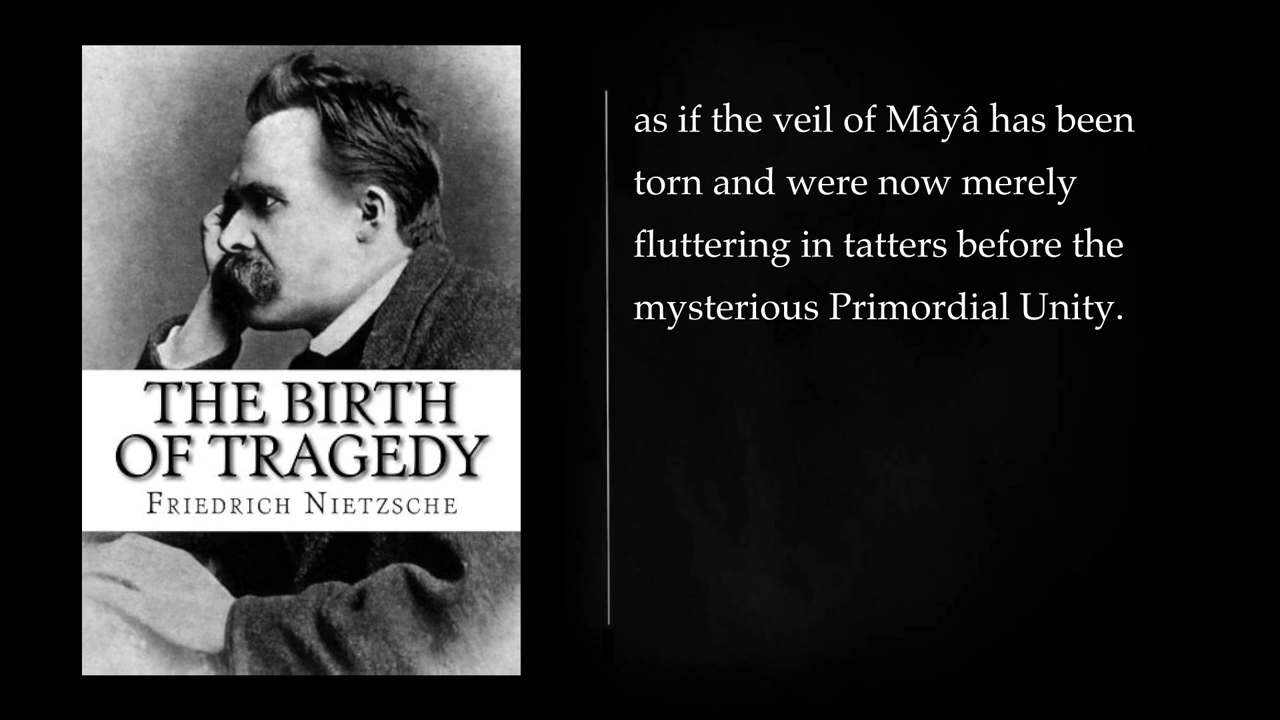 THE BIRTH
OF TRAGEDY
FRIEDRICH NIETZSCHE
as if the veil of Mâyâ has been
torn and were now merely
fluttering in tatters before the
mysterious Primordial Unity.